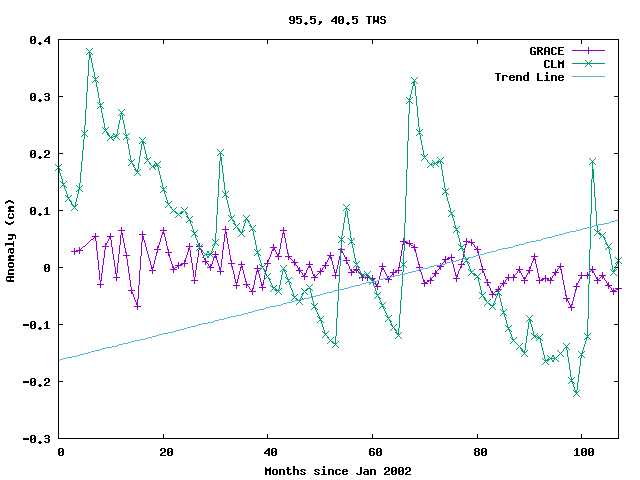 95.5, 40.5 TWS
GRACE
CLM
Trend Line
0.4
0.3
0.2
0.1
0
-0.1
-0.2
-0.3
Anomaly (cm)
0 20 40 60 80 100
Months since Jan 2002